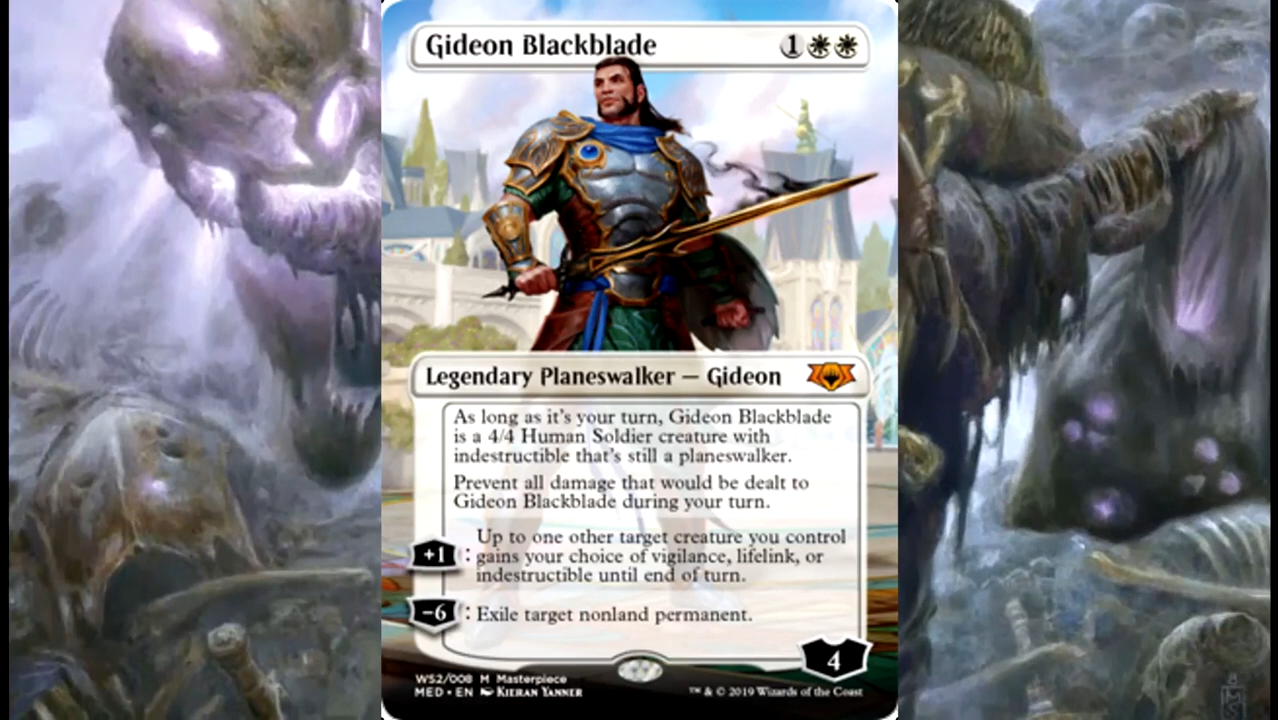 Gideon Blackblade 1
Legendary Planeswalker — Gideon
As long as it's your turn, Gideon Blackblade
is a 4/4 Human Soldier creature with
indestructible that's still a planeswalker.
Prevent all damage that would be dealt to
Gideon Blackblade during your turn.
Up to one other target creature you control
+1 : gains your choice of vigilance, lifelink, or
indestructible until end of turn.
−6 : Exile target nonland permanent.
4
WS2/008 M Masterpiece
MED • EN Kieran Yanner ™ & © 2019 Wizards of the Coast